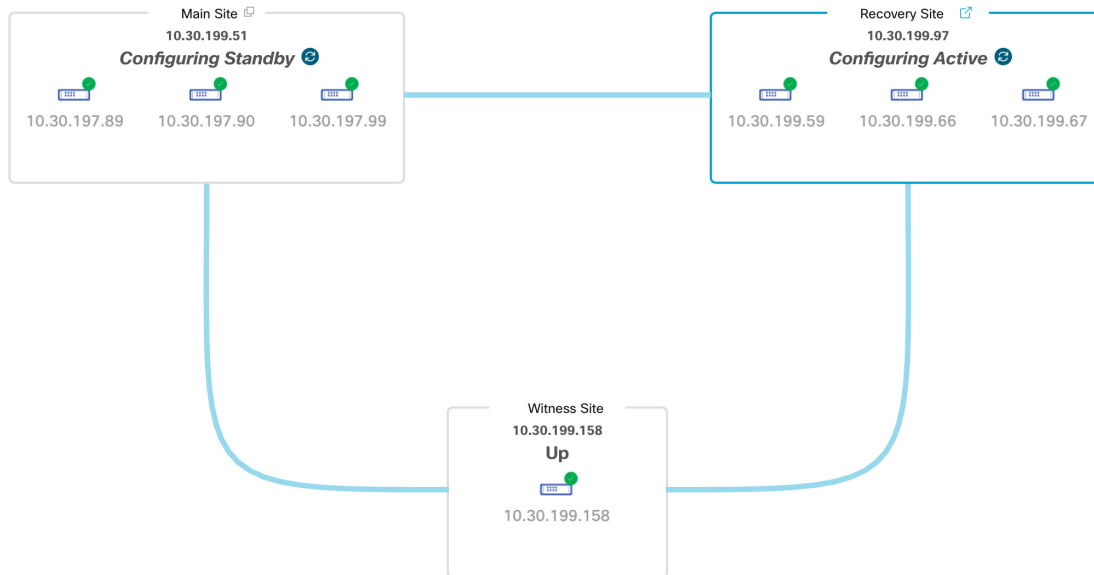 Main Site
10.30.199.51
Configuring Standby
10.30.197.89 10.30.197.90 10.30.197.99
Recovery Site
10.30.199.97
Configuring Active
10.30.199.59 10.30.199.66 10.30.199.67
Witness Site
10.30.199.158
Up
10.30.199.158